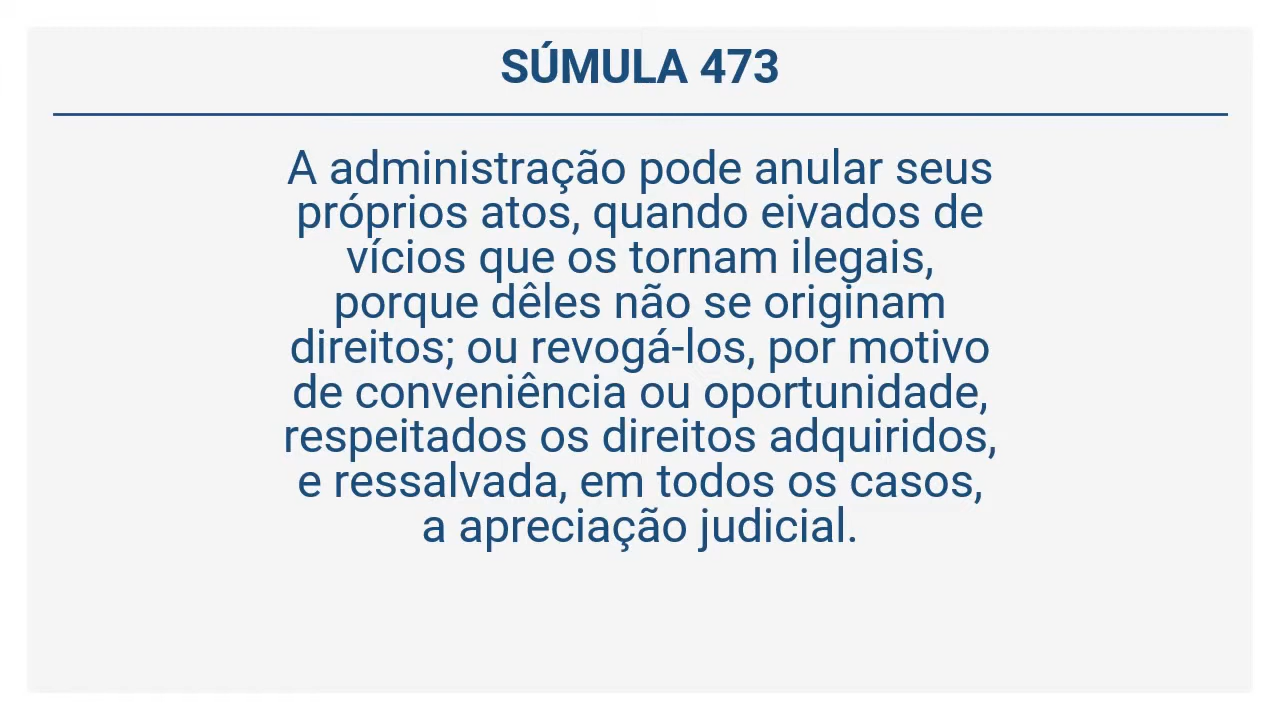 SÚMULA 473
A administração pode anular seus
próprios atos, quando eivados de
vícios que os tornam ilegais,
porque dêles não se originam
direitos; ou revogá-los, por motivo
de conveniência ou oportunidade,
respeitados os direitos adquiridos,
e ressalvada, em todos os casos,
a apreciação judicial.